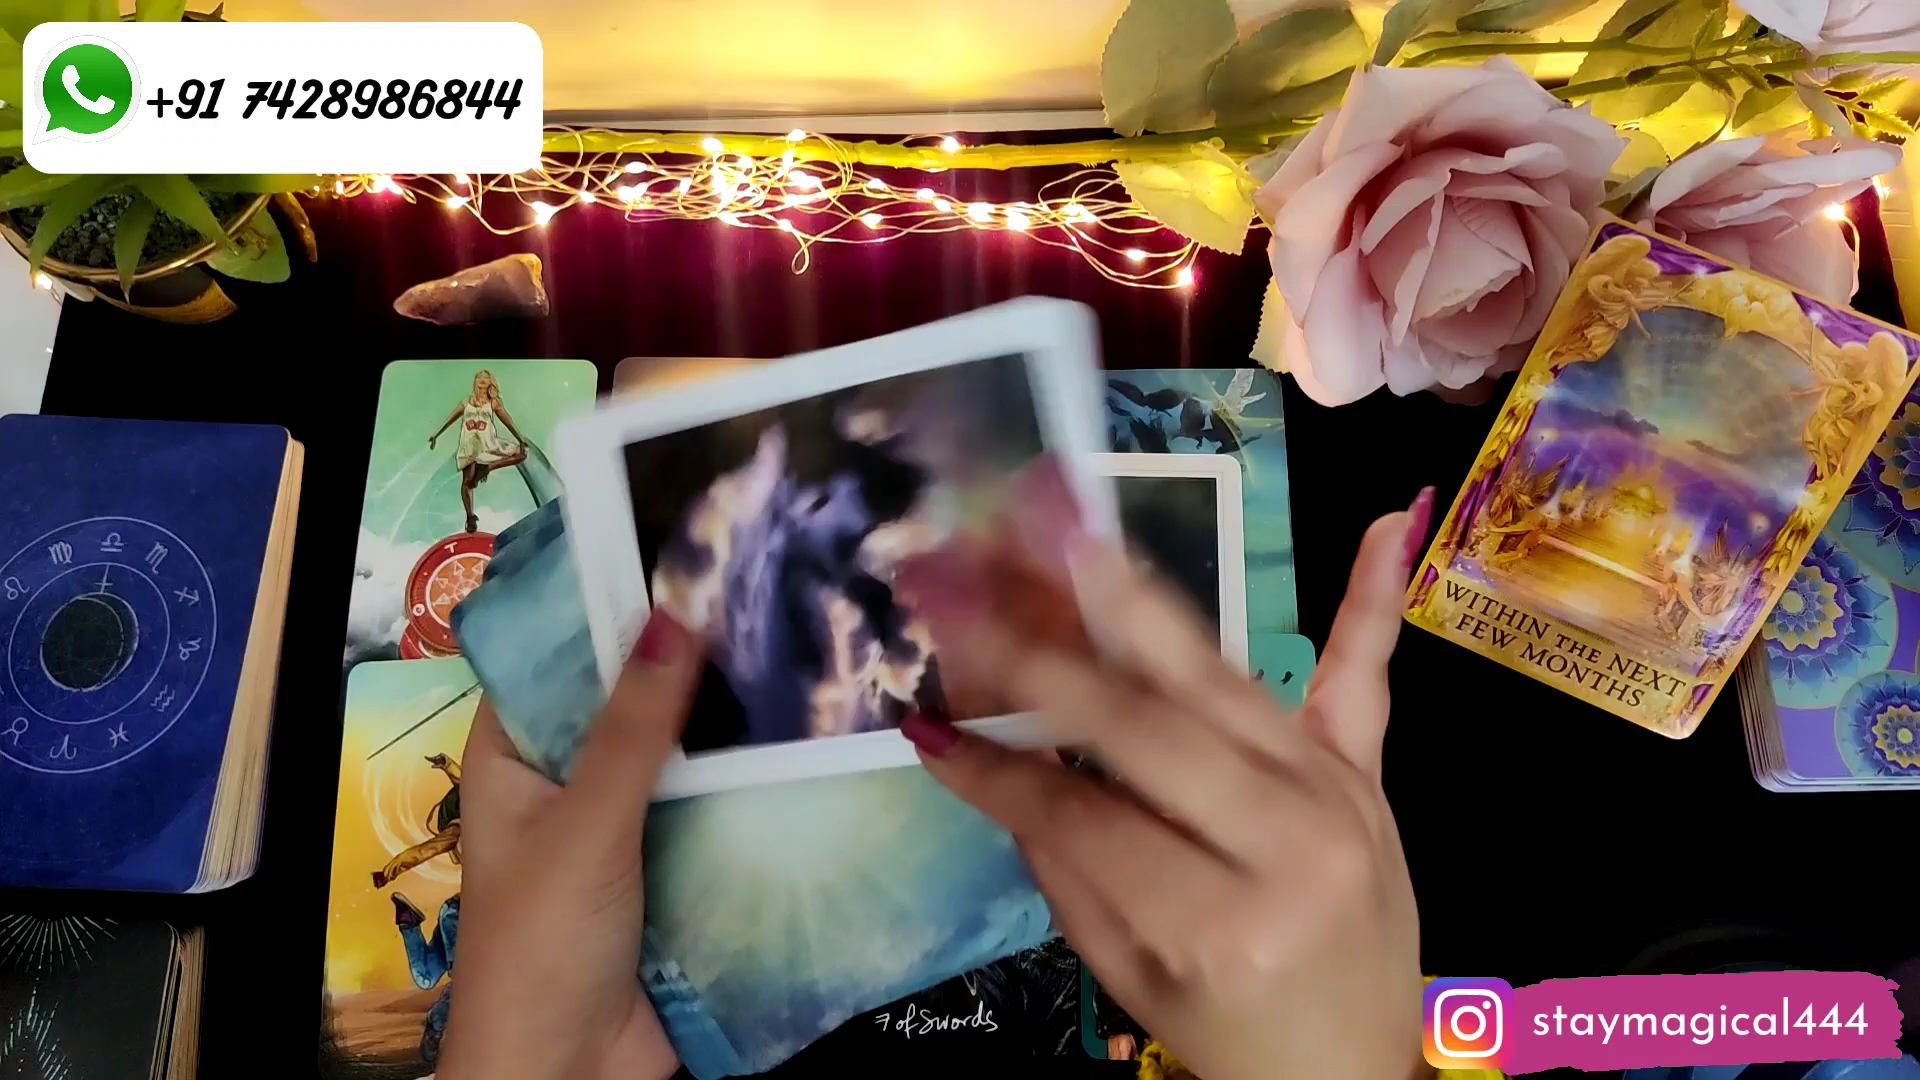 +91 7428986844
WITHIN THE NEXT
FEW MONTHS
7 of Swords
staymagical444